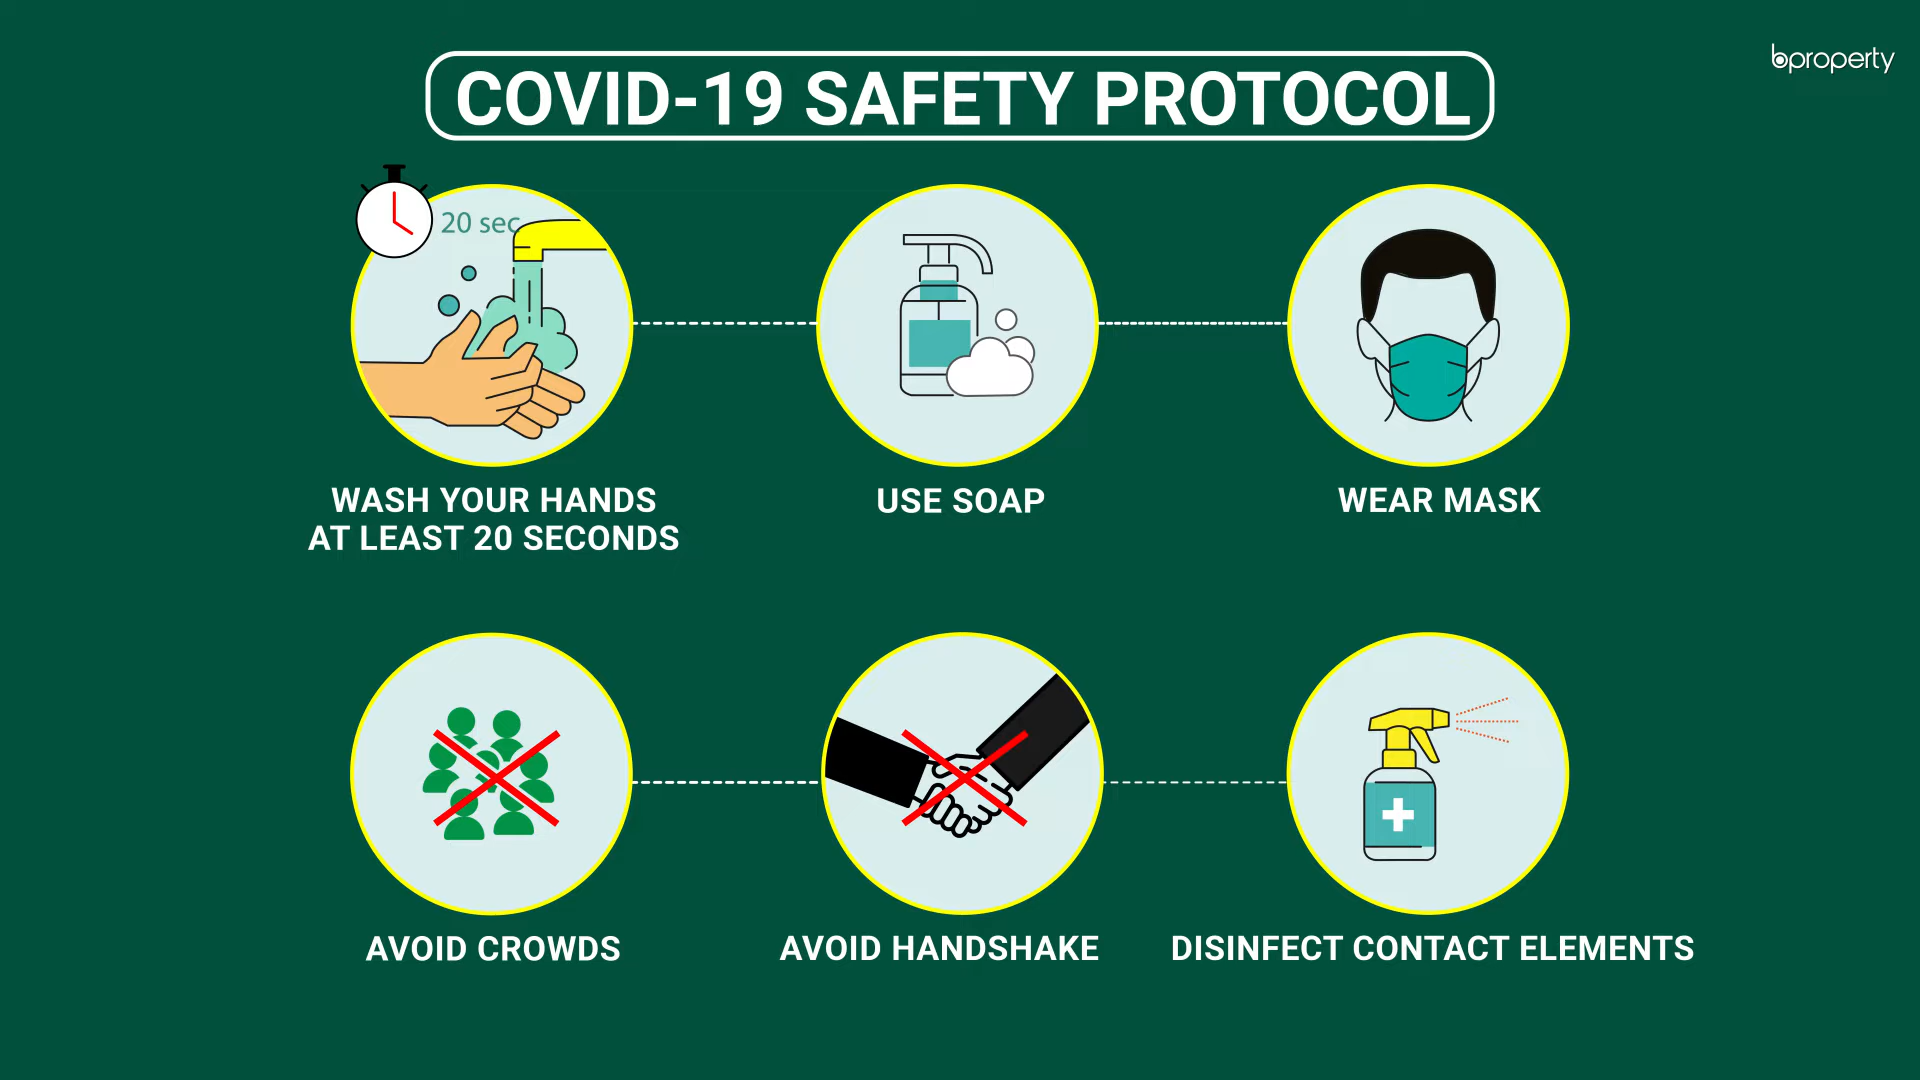 COVID-19 SAFETY PROTOCOL
bproperty
20 sec
WASH YOUR HANDS
AT LEAST 20 SECONDS
USE SOAP
WEAR MASK
AVOID CROWDS
AVOID HANDSHAKE
DISINFECT CONTACT ELEMENTS